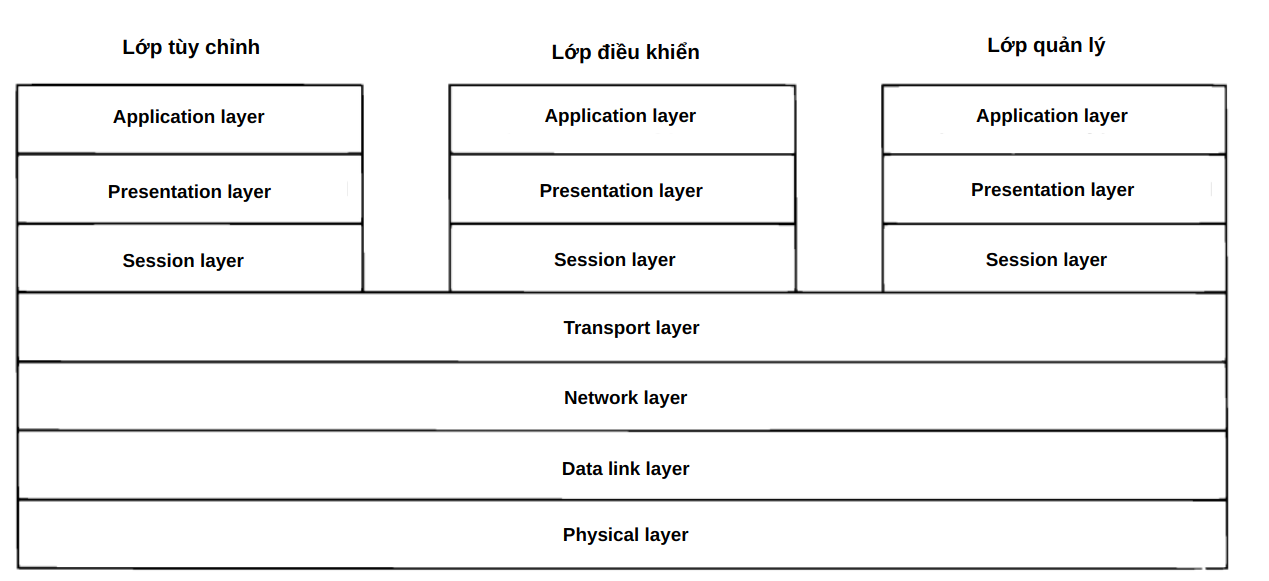 Lớp tùy chỉnh
Lớp điều khiển
Lớp quản lý
Application layer
Application layer
Application layer
Presentation layer
Presentation layer
Presentation layer
Session layer
Session layer
Session layer
Transport layer
Network layer
Data link layer
Physical layer